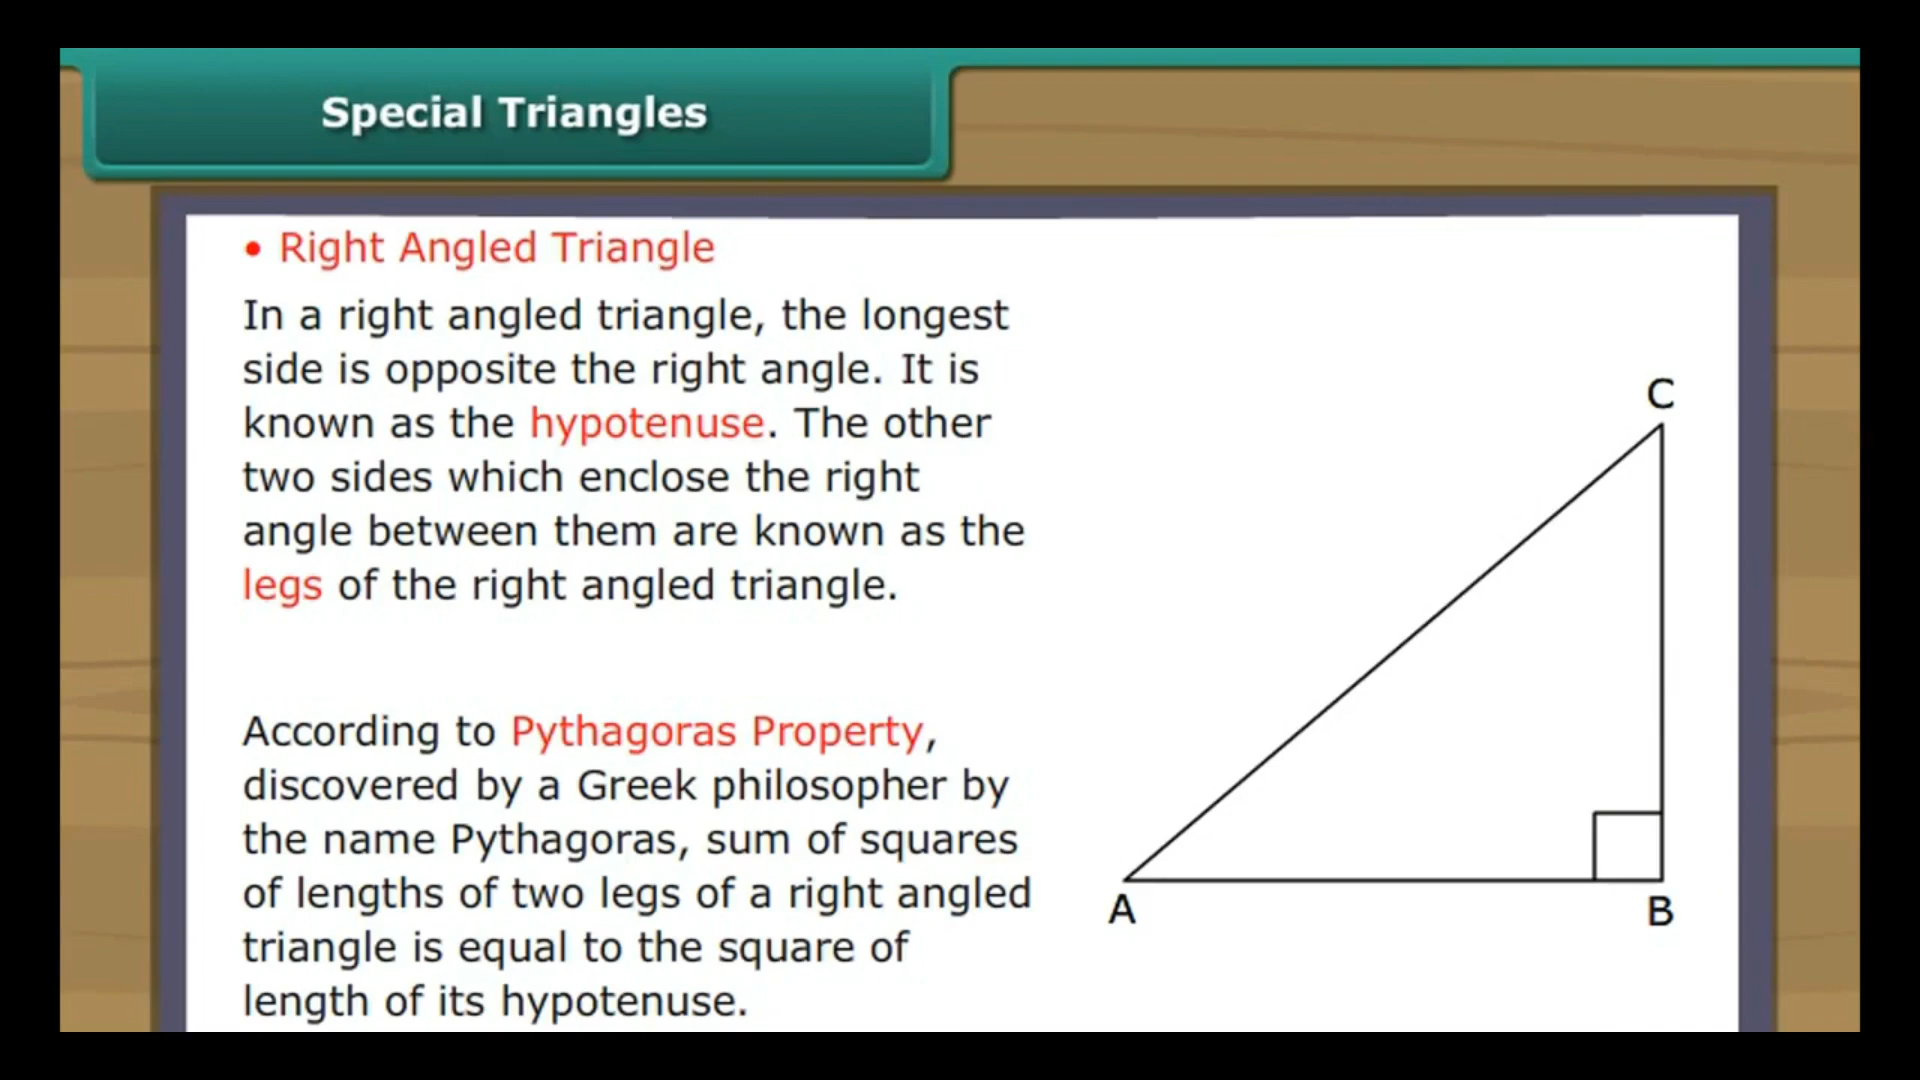 Special Triangles
• Right Angled Triangle
In a right angled triangle, the longest
side is opposite the right angle. It is
known as the hypotenuse. The other
two sides which enclose the right
angle between them are known as the
legs of the right angled triangle.
According to Pythagoras Property,
discovered by a Greek philosopher by
the name Pythagoras, sum of squares
of lengths of two legs of a right angled
triangle is equal to the square of
length of its hypotenuse.
C
A
B